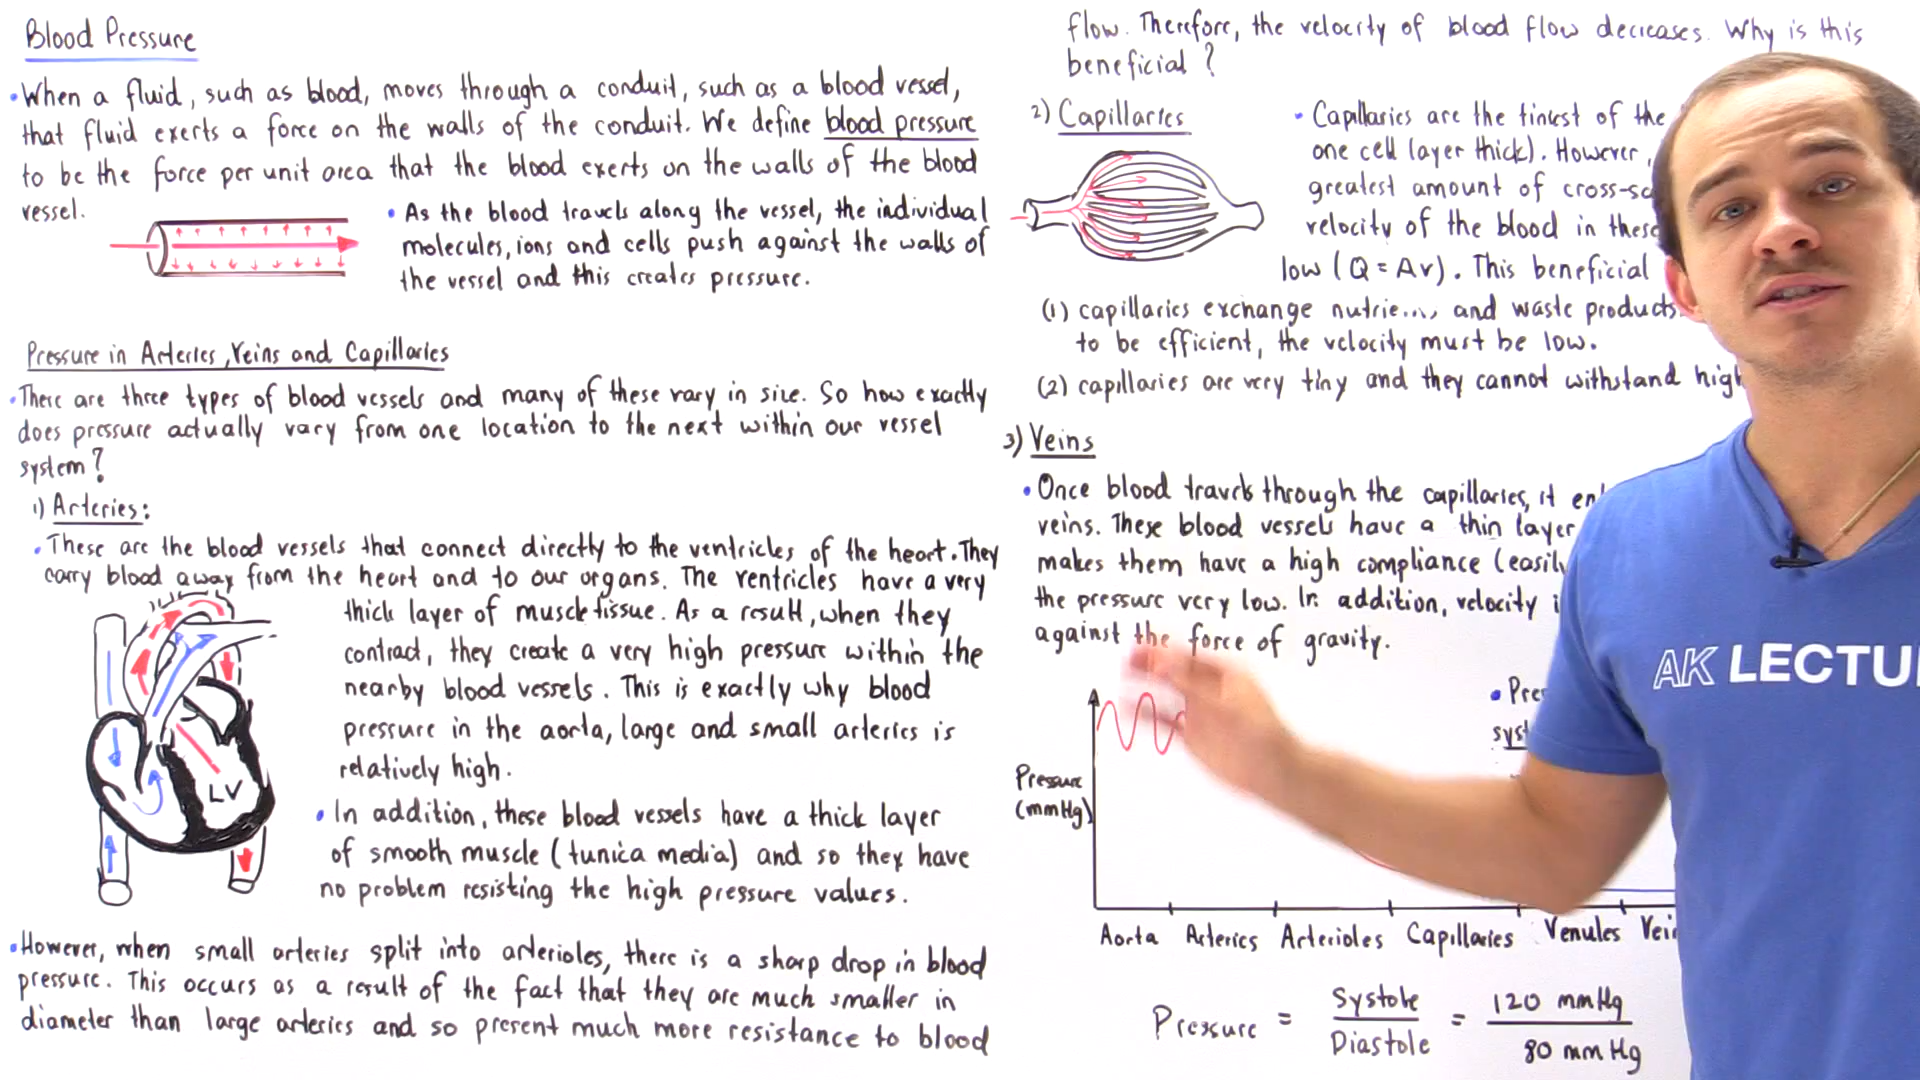 Blood Pressure
• When a fluid, such as blood, moves through a conduit, such as a blood vessel,
that fluid exerts a force on the walls of the conduit. We define blood pressure
to be the force per unit area that the blood exerts on the walls of the blood
vessel.
• As the blood travels along the vessel, the individual
molecules, ions and cells push against the walls of
the vessel and this creates pressure.
Pressure in Arteries, Veins and Capillaries
• There are three types of blood vessels and many of these vary in size. So how exactly
does pressure actually vary from one location to the next within our vessel
system?
1) Arteries:
• These are the blood vessels that connect directly to the ventricles of the heart. They
carry blood away from the heart and to our organs. The ventricles have a very
thick layer of muscle tissue. As a result, when they
contract, they create a very high pressure within the
nearby blood vessels. This is exactly why blood
pressure in the aorta, large and small arteries is
relatively high.
LV
• In addition, these blood vessels have a thick layer
of smooth muscle (tunica media) and so they have
no problem resisting the high pressure values.
• However, when small arteries split into arterioles, there is a sharp drop in blood
pressure. This occurs as a result of the fact that they are much smaller in
diameter than large arteries and so present much more resistance to blood
flow. Therefore, the velocity of blood flow decreases. Why is this
beneficial?
2) Capillaries
• Capillaries are the tiniest of the
one cell layer thick). However,
greatest amount of cross-sc
velocity of the blood in these
low (Q = Av). This beneficial
(1) capillaries exchange nutrie... and waste products.
to be efficient, the velocity must be low.
(2) capillaries are very tiny and they cannot withstand high
3) Veins
• Once blood travels through the capillaries, it en
veins. These blood vessels have a thin layer
makes them have a high compliance (easily
the pressure very low. In addition, velocity i
against the force of gravity.
• Pres
syst
Pressure
(mmHg)
Aorta Arteries Arterioles Capillaries Venules Vei
Pressure = Systole / Diastole = 120 mmHg / 80 mm Hg
AK LECTU